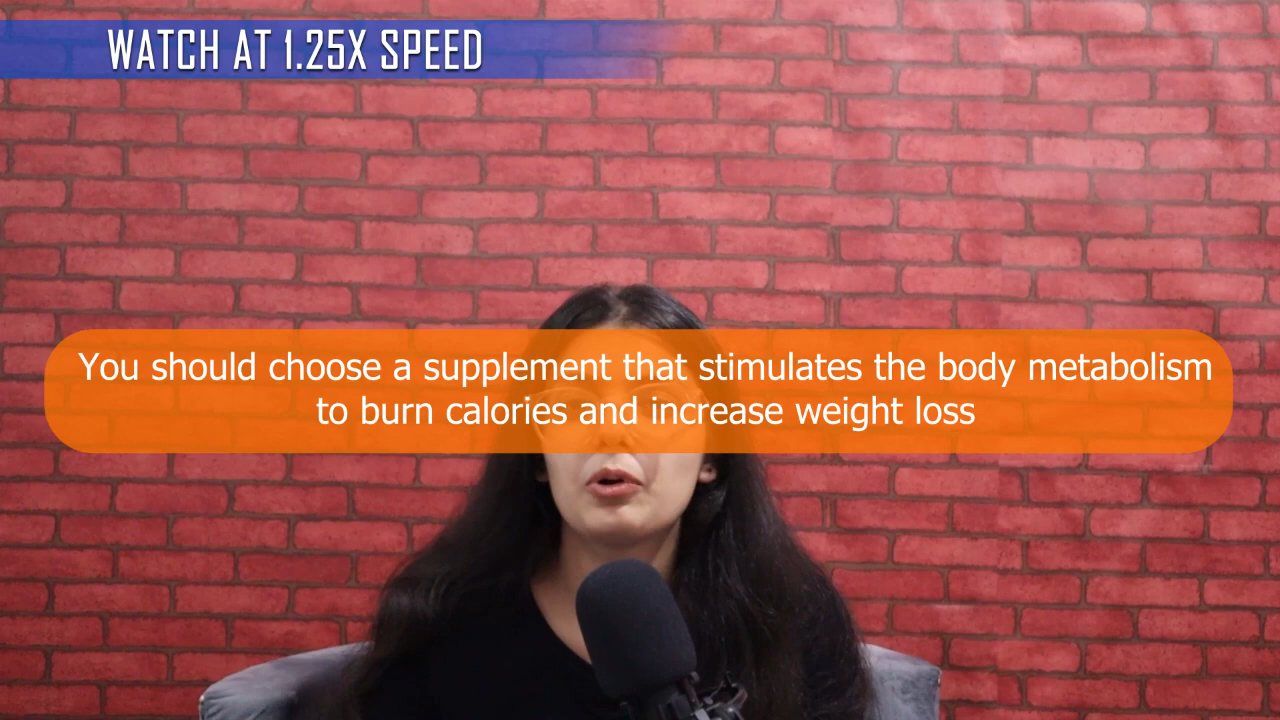 WATCH AT 1.25X SPEED
You should choose a supplement that stimulates the body metabolism
to burn calories and increase weight loss